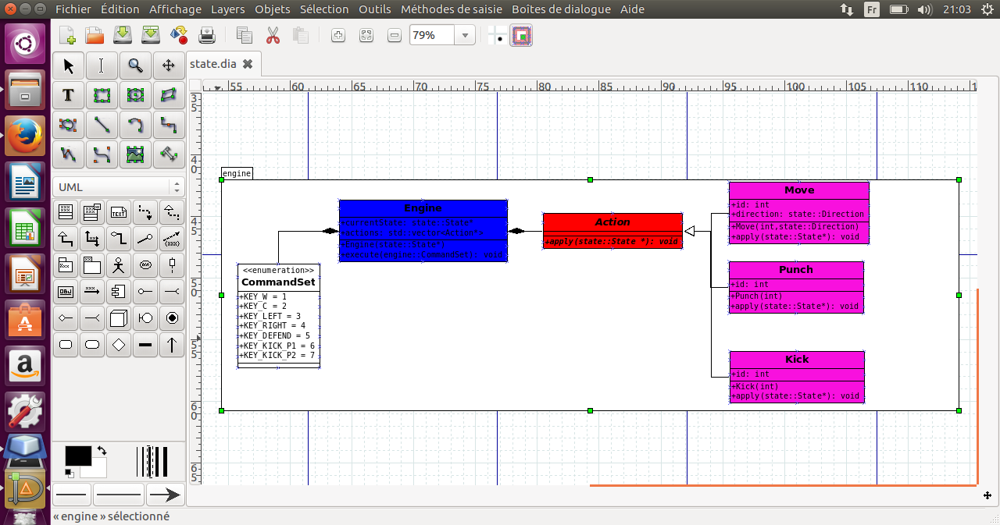 Fichier Édition Affichage Layers Objets Sélection Outils Méthodes de saisie Boîtes de dialogue Aide
Fr
21:03
79%
state.dia
UML
55 60 65 70 75 80 85 90 95 100 105 110
35
40
45
50
55
60
65
engine
Engine
+currentState: state::State*
+actions: std::vector<Action*>
+Engine(state::State*)
+execute(engine::CommandSet): void
<<enumeration>>
CommandSet
+KEY_W = 1
+KEY_C = 2
+KEY_LEFT = 3
+KEY_RIGHT = 4
+KEY_DEFEND = 5
+KEY_KICK_P1 = 6
+KEY_KICK_P2 = 7
Action
+apply(state::State *): void
Move
+id: int
+direction: state::Direction
+Move(int,state::Direction)
+apply(state::State*): void
Punch
+id: int
+Punch(int)
+apply(state::State*): void
Kick
+id: int
+Kick(int)
+apply(state::State*): void
« engine » sélectionné